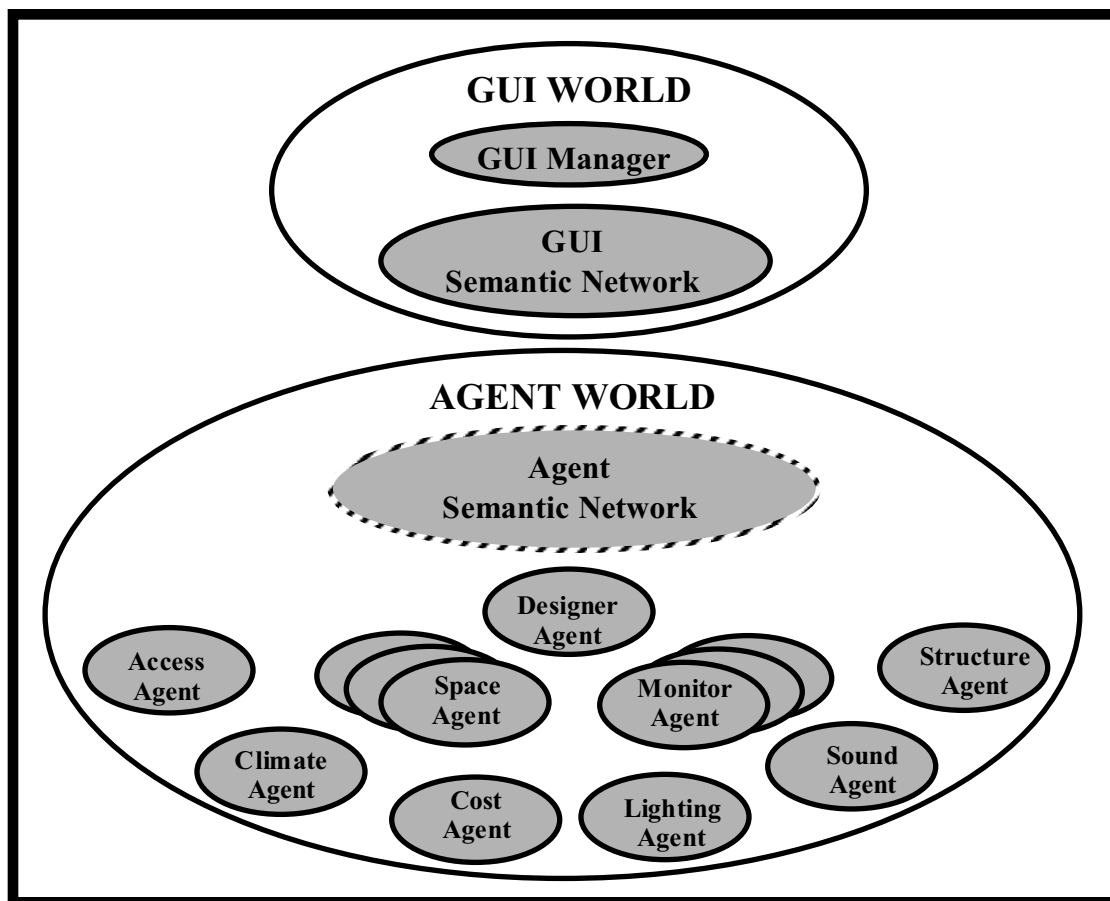 GUI WORLD
GUI Manager
GUI
Semantic Network
AGENT WORLD
Agent
Semantic Network
Designer
Agent
Access
Agent
Space
Agent
Monitor
Agent
Structure
Agent
Climate
Agent
Cost
Agent
Lighting
Agent
Sound
Agent